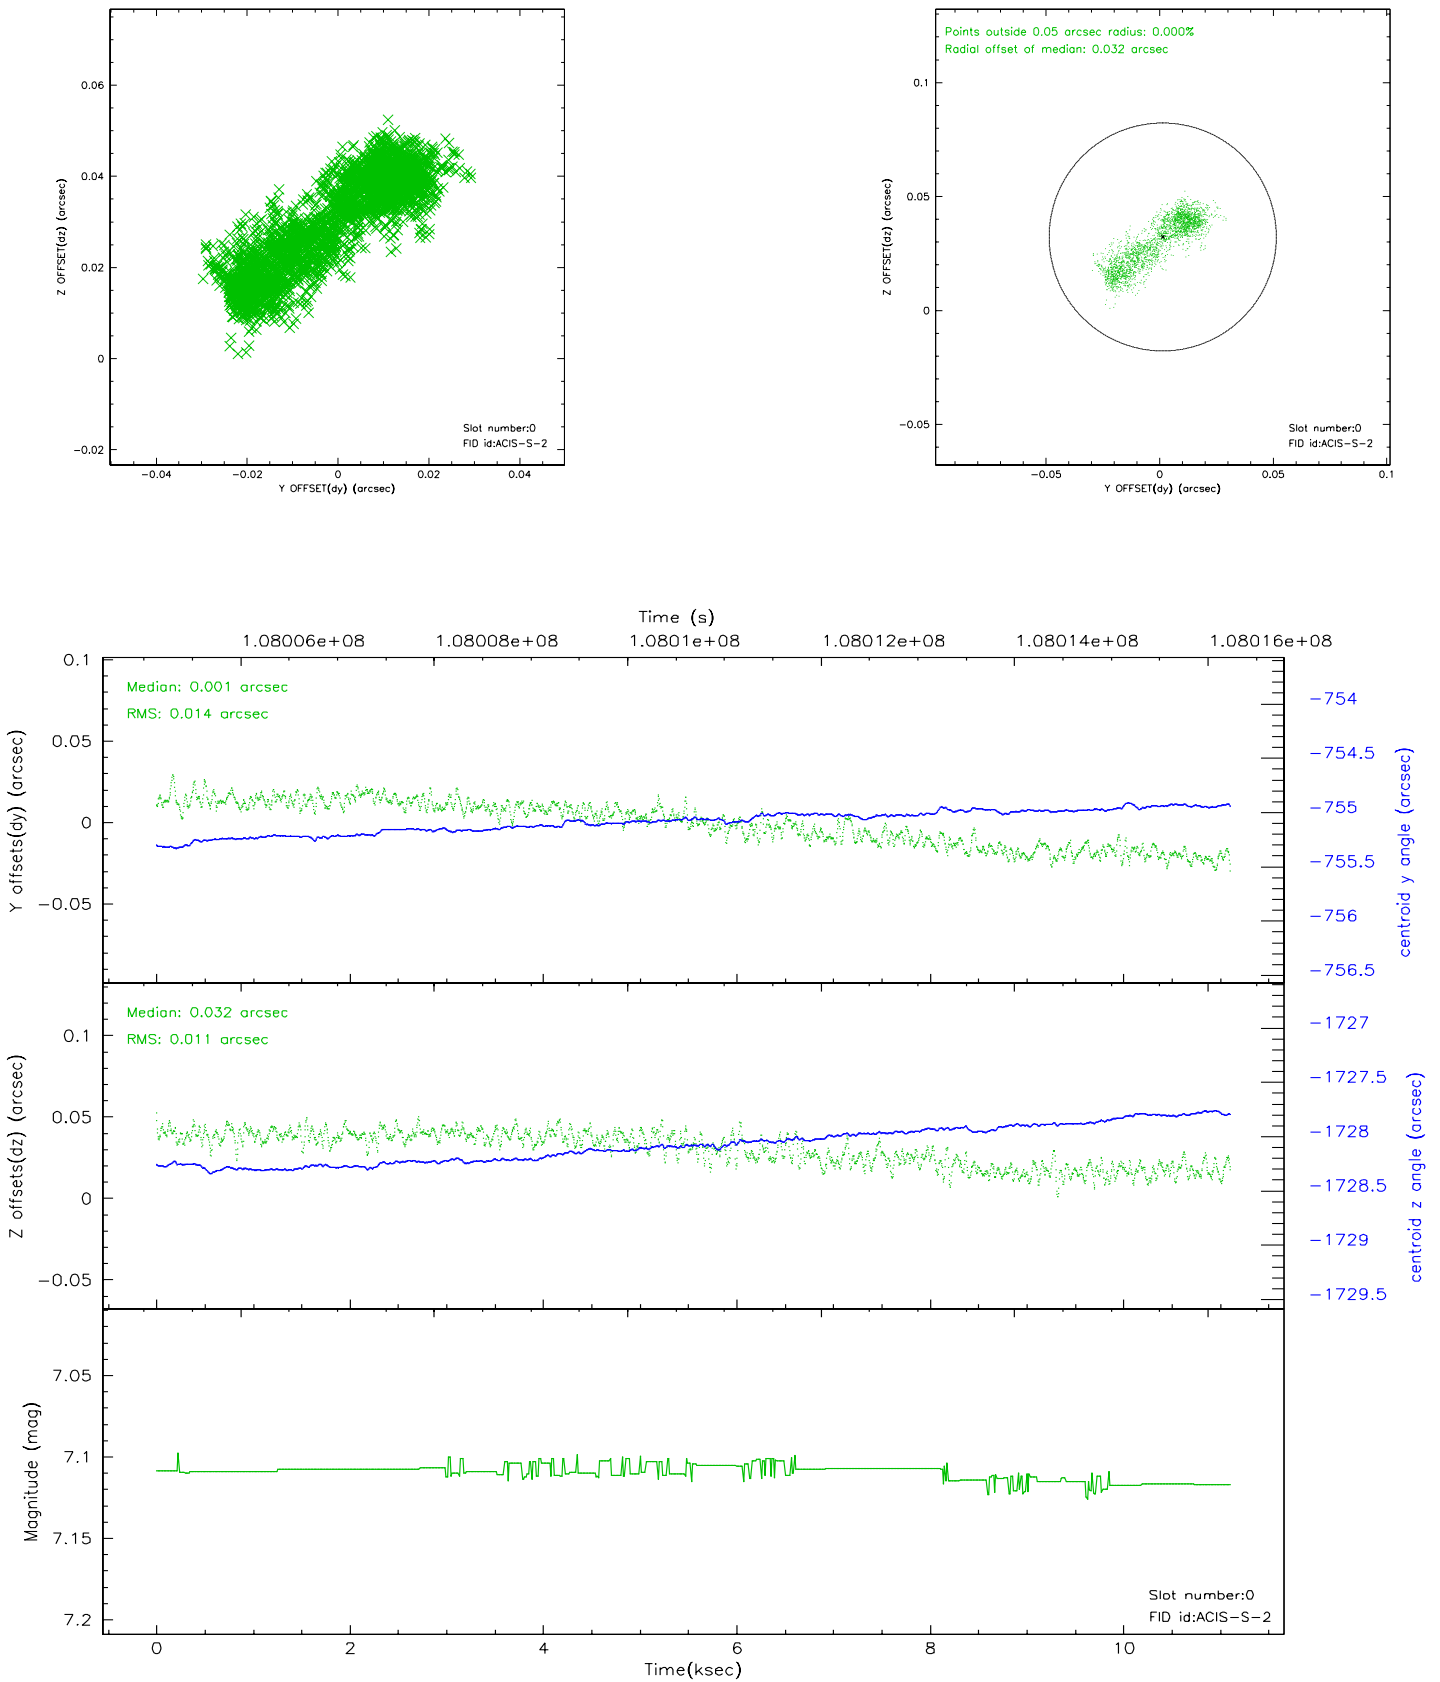 0.06
0.04
0.02
0
-0.02
Z OFFSET(dz) (arcsec)
Slot number:0
FID id:ACIS-S-2
-0.04 -0.02 0 0.02 0.04
Y OFFSET(dy) (arcsec)
Points outside 0.05 arcsec radius: 0.000%
Radial offset of median: 0.032 arcsec
0.1
0.05
0
-0.05
Z OFFSET(dz) (arcsec)
Slot number:0
FID id:ACIS-S-2
-0.05 0 0.05 0.1
Y OFFSET(dy) (arcsec)
Time (s)
1.08006e+08 1.08008e+08 1.0801e+08 1.08012e+08 1.08014e+08 1.08016e+08
Median: 0.001 arcsec
RMS: 0.014 arcsec
0.1
0.05
0
-0.05
Y offsets(dy) (arcsec)
-754
-754.5
-755
-755.5
-756
-756.5
centroid y angle (arcsec)
Median: 0.032 arcsec
RMS: 0.011 arcsec
0.1
0.05
0
-0.05
Z offsets(dz) (arcsec)
-1727
-1727.5
-1728
-1728.5
-1729
-1729.5
centroid z angle (arcsec)
7.05
7.1
7.15
7.2
Magnitude (mag)
Slot number:0
FID id:ACIS-S-2
0 2 4 6 8 10
Time(ksec)